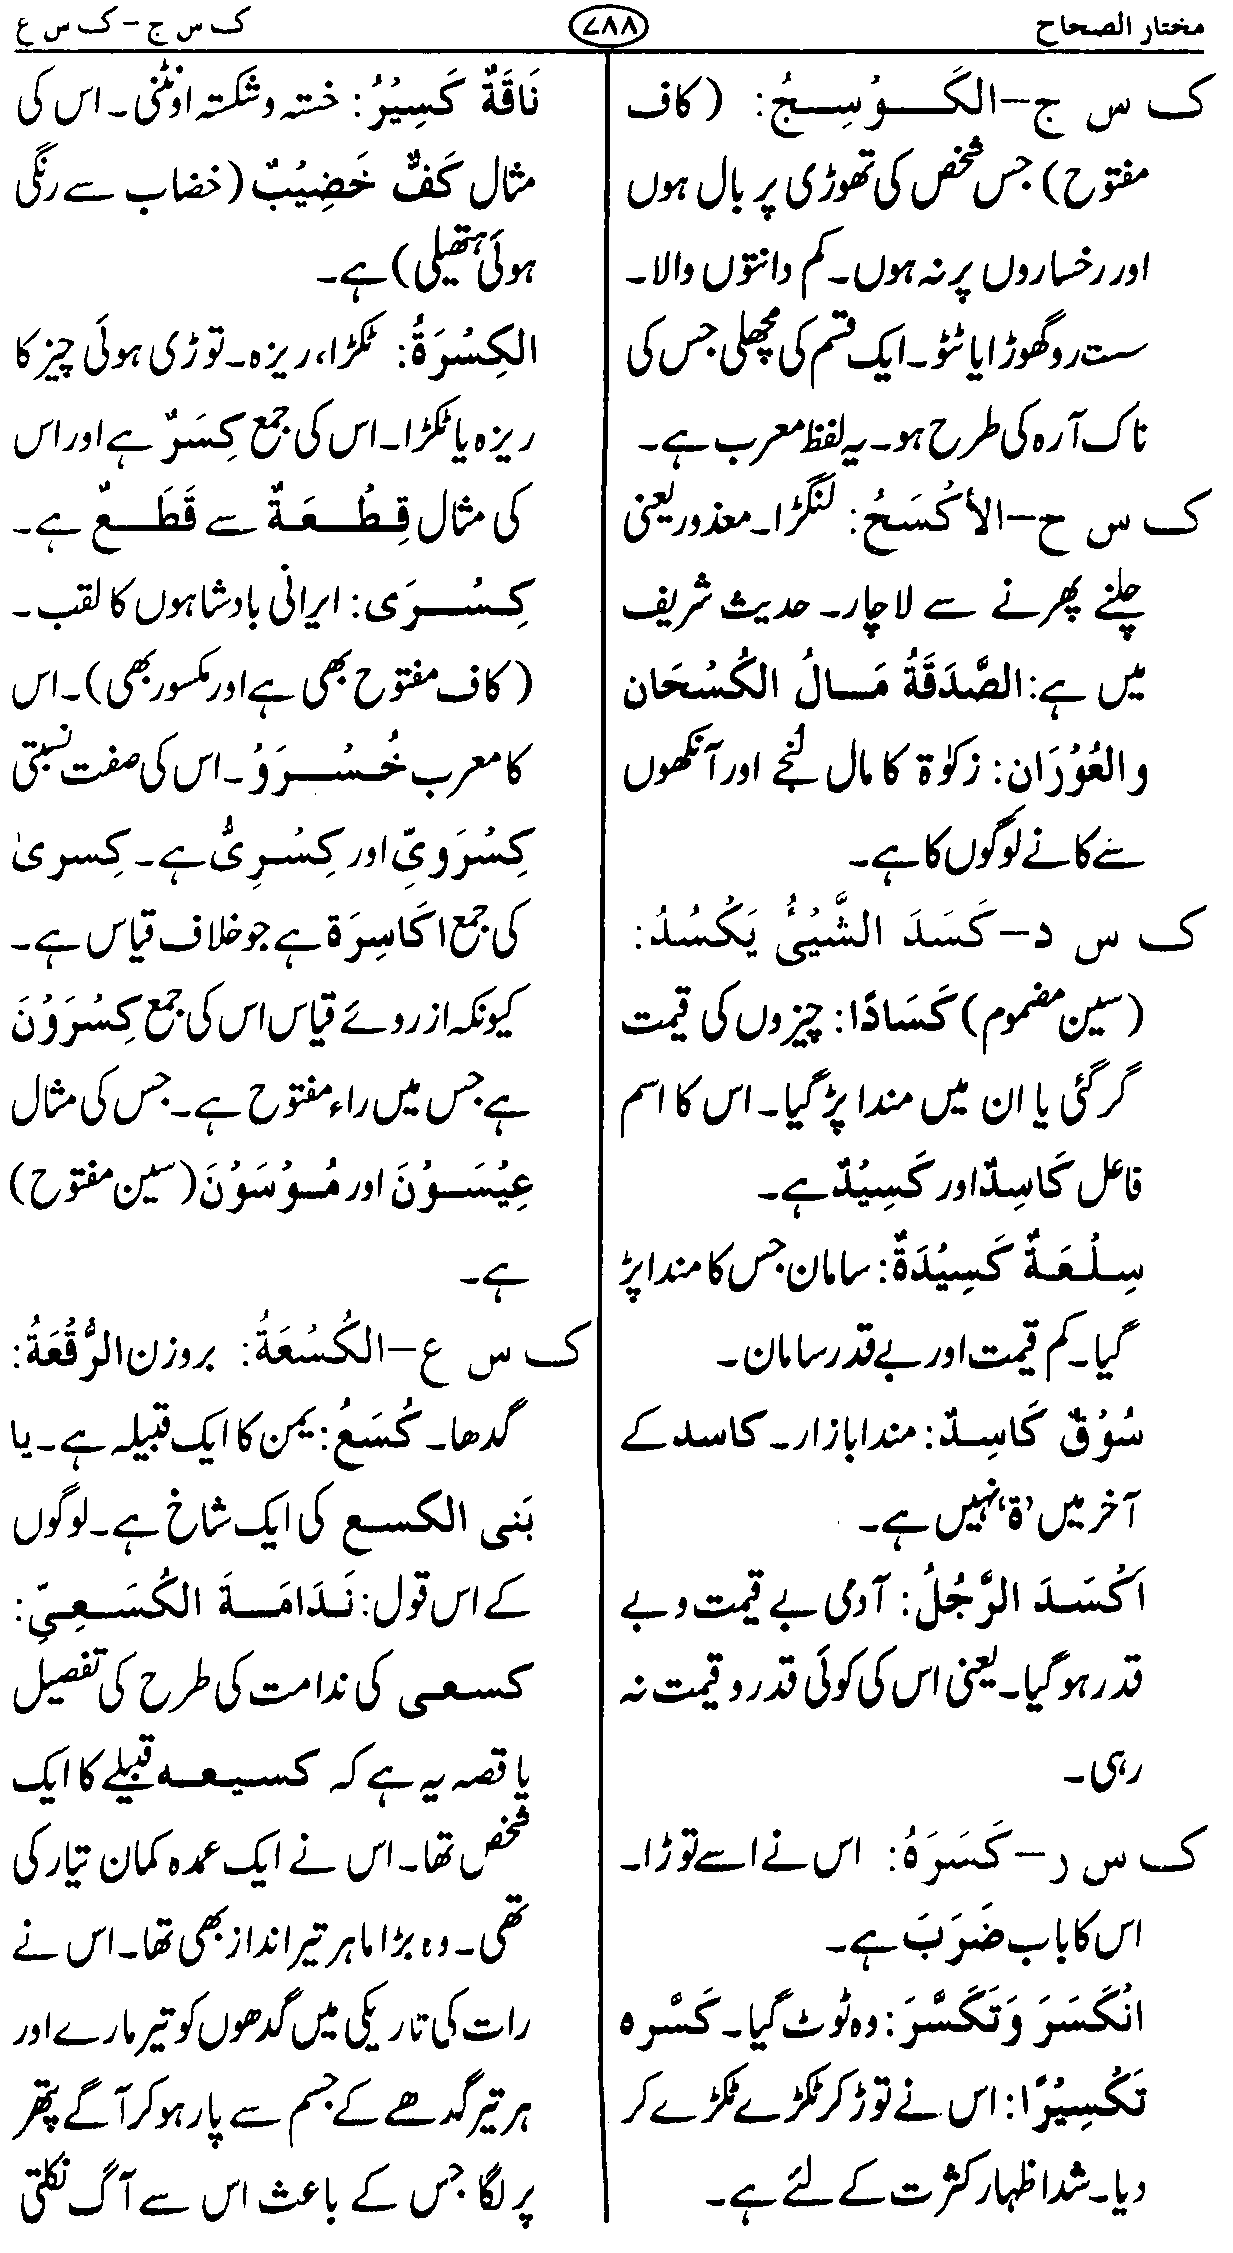 مختار الصحاح
۷۸۸
ک س ج – ک س ع
ک س ج – الکَوْسَجُ: (کاف
مفتوح) جس شخص کی تھوڑی پر بال ہوں
اور رخساروں پر نہ ہوں۔ کم دانتوں والا۔
ست رو گھوڑا یا ٹٹو۔ ایک قسم کی مچھلی جس کی
ناک آرہ کی طرح ہو۔ یہ لفظ معرب ہے۔
ک س ح – الأکْسَحُ: لنگڑا۔ معذور یعنی
چلنے پھرنے سے لاچار۔ حدیث شریف
میں ہے: الصَّدَقَةُ مَالُ الکُسْحَان
والعُوْرَان: زکوٰة کا مال لنجے اور آنکھوں
سے کانے لوگوں کا ہے۔
ک س د – کَسَدَ الشَّیْئُ یَکْسُدُ:
(سین مضموم) کَسَادًا: چیزوں کی قیمت
گر گئی یا ان میں مندا پڑ گیا۔ اس کا اسم
فاعل کَاسِدٌ اور کَسِیْدٌ ہے۔
سِلْعَةٌ کَسِیْدَةٌ: سامان جس کا مندا پڑ
گیا۔ کم قیمت اور بے قدر سامان۔
سُوْقٌ کَاسِدٌ: مندا بازار۔ کاسد کے
آخر میں ’ة‘ نہیں ہے۔
اَکْسَدَ الرَّجُلُ: آدمی بے قیمت و بے
قدر ہو گیا۔ یعنی اس کی کوئی قدر و قیمت نہ
رہی۔
ک س ر – کَسَرَهُ: اس نے اسے توڑا۔
اس کا باب ضَرَبَ ہے۔
انْکَسَرَ وَتَکَسَّرَ: وہ ٹوٹ گیا۔ کَسَّره
تَکْسِیْرًا: اس نے توڑ کر ٹکڑے ٹکڑے کر
دیا۔ شد اظہار کثرت کے لئے ہے۔
نَاقَةٌ کَسِیْرٌ: خستہ و شکستہ اونٹنی۔ اس کی
مثال کَفٌّ خَضِیْبٌ (خضاب سے رنگی
ہوئی ہتھیلی) ہے۔
الکِسْرَةُ: ٹکڑا، ریزہ۔ توڑی ہوئی چیز کا
ریزہ یا ٹکڑا۔ اس کی جمع کِسَرٌ ہے اور اس
کی مثال قِطْعَةٌ سے قَطَعٌ ہے۔
کِسْرَی: ایرانی بادشاہوں کا لقب۔
(کاف مفتوح بھی ہے اور مکسور بھی)۔ اس
کا معرب خُسْرَوْ۔ اس کی صفت نسبتی
کِسْرَوِیّ اور کِسْرِیُّ ہے۔ کِسریٰ
کی جمع اکَاسِرَة ہے جو خلاف قیاس ہے۔
کیونکہ از روئے قیاس اس کی جمع کِسْرَوْنَ
ہے جس میں راء مفتوح ہے۔ جس کی مثال
عِیْسَوْنَ اور مُوْسَوْنَ (سین مفتوح)
ہے۔
ک س ع – الکُسْعَةُ: بروزن الرُّقْعَةُ:
گدھا۔ کُسَعُ: یمن کا ایک قبیلہ ہے۔ یا
بَنی الکسع کی ایک شاخ ہے۔ لوگوں
کے اس قول: نَدَامَةَ الکُسَعِیِّ:
کسعی کی ندامت کی طرح کی تفصیل
یا قصہ یہ ہے کہ کسیعہ قبیلے کا ایک
شخص تھا۔ اس نے ایک عمدہ کمان تیار کی
تھی۔ وہ بڑا ماہر تیر انداز بھی تھا۔ اس نے
رات کی تاریکی میں گدھوں کو تیر مارے اور
ہر تیر گدھے کے جسم سے پار ہو کر آگے پتھر
پر لگا جس کے باعث اس سے آگ نکلتی